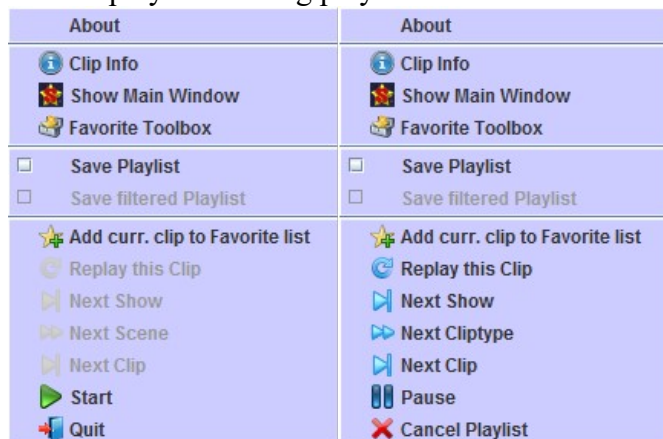 About
Clip Info
Show Main Window
Favorite Toolbox
Save Playlist
Save filtered Playlist
Add curr. clip to Favorite list
Replay this Clip
Next Show
Next Scene
Next Clip
Start
Quit
About
Clip Info
Show Main Window
Favorite Toolbox
Save Playlist
Save filtered Playlist
Add curr. clip to Favorite list
Replay this Clip
Next Show
Next Cliptype
Next Clip
Pause
Cancel Playlist